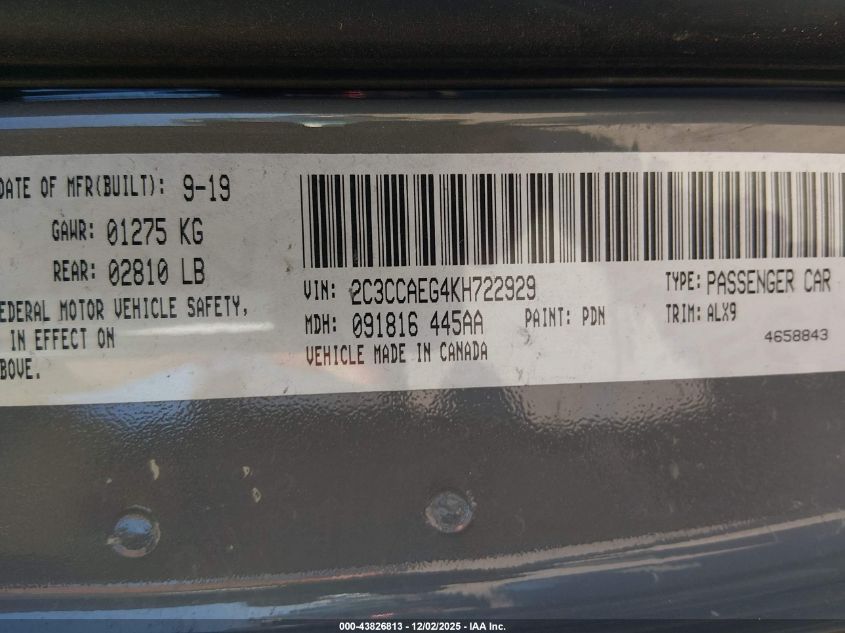 DATE OF MFR(BUILT): 9-19
GAWR: 01275 KG
REAR: 02810 LB
EDERAL MOTOR VEHICLE SAFETY,
IN EFFECT ON
BOVE.
VIN: 2C3CCAEG4KH722929
TYPE: PASSENGER CAR
MDH: 091816 445AA
PAINT: PDN
TRIM: ALX9
VEHICLE MADE IN CANADA
4658843
000-43826813 - 12/02/2025 - IAA Inc.